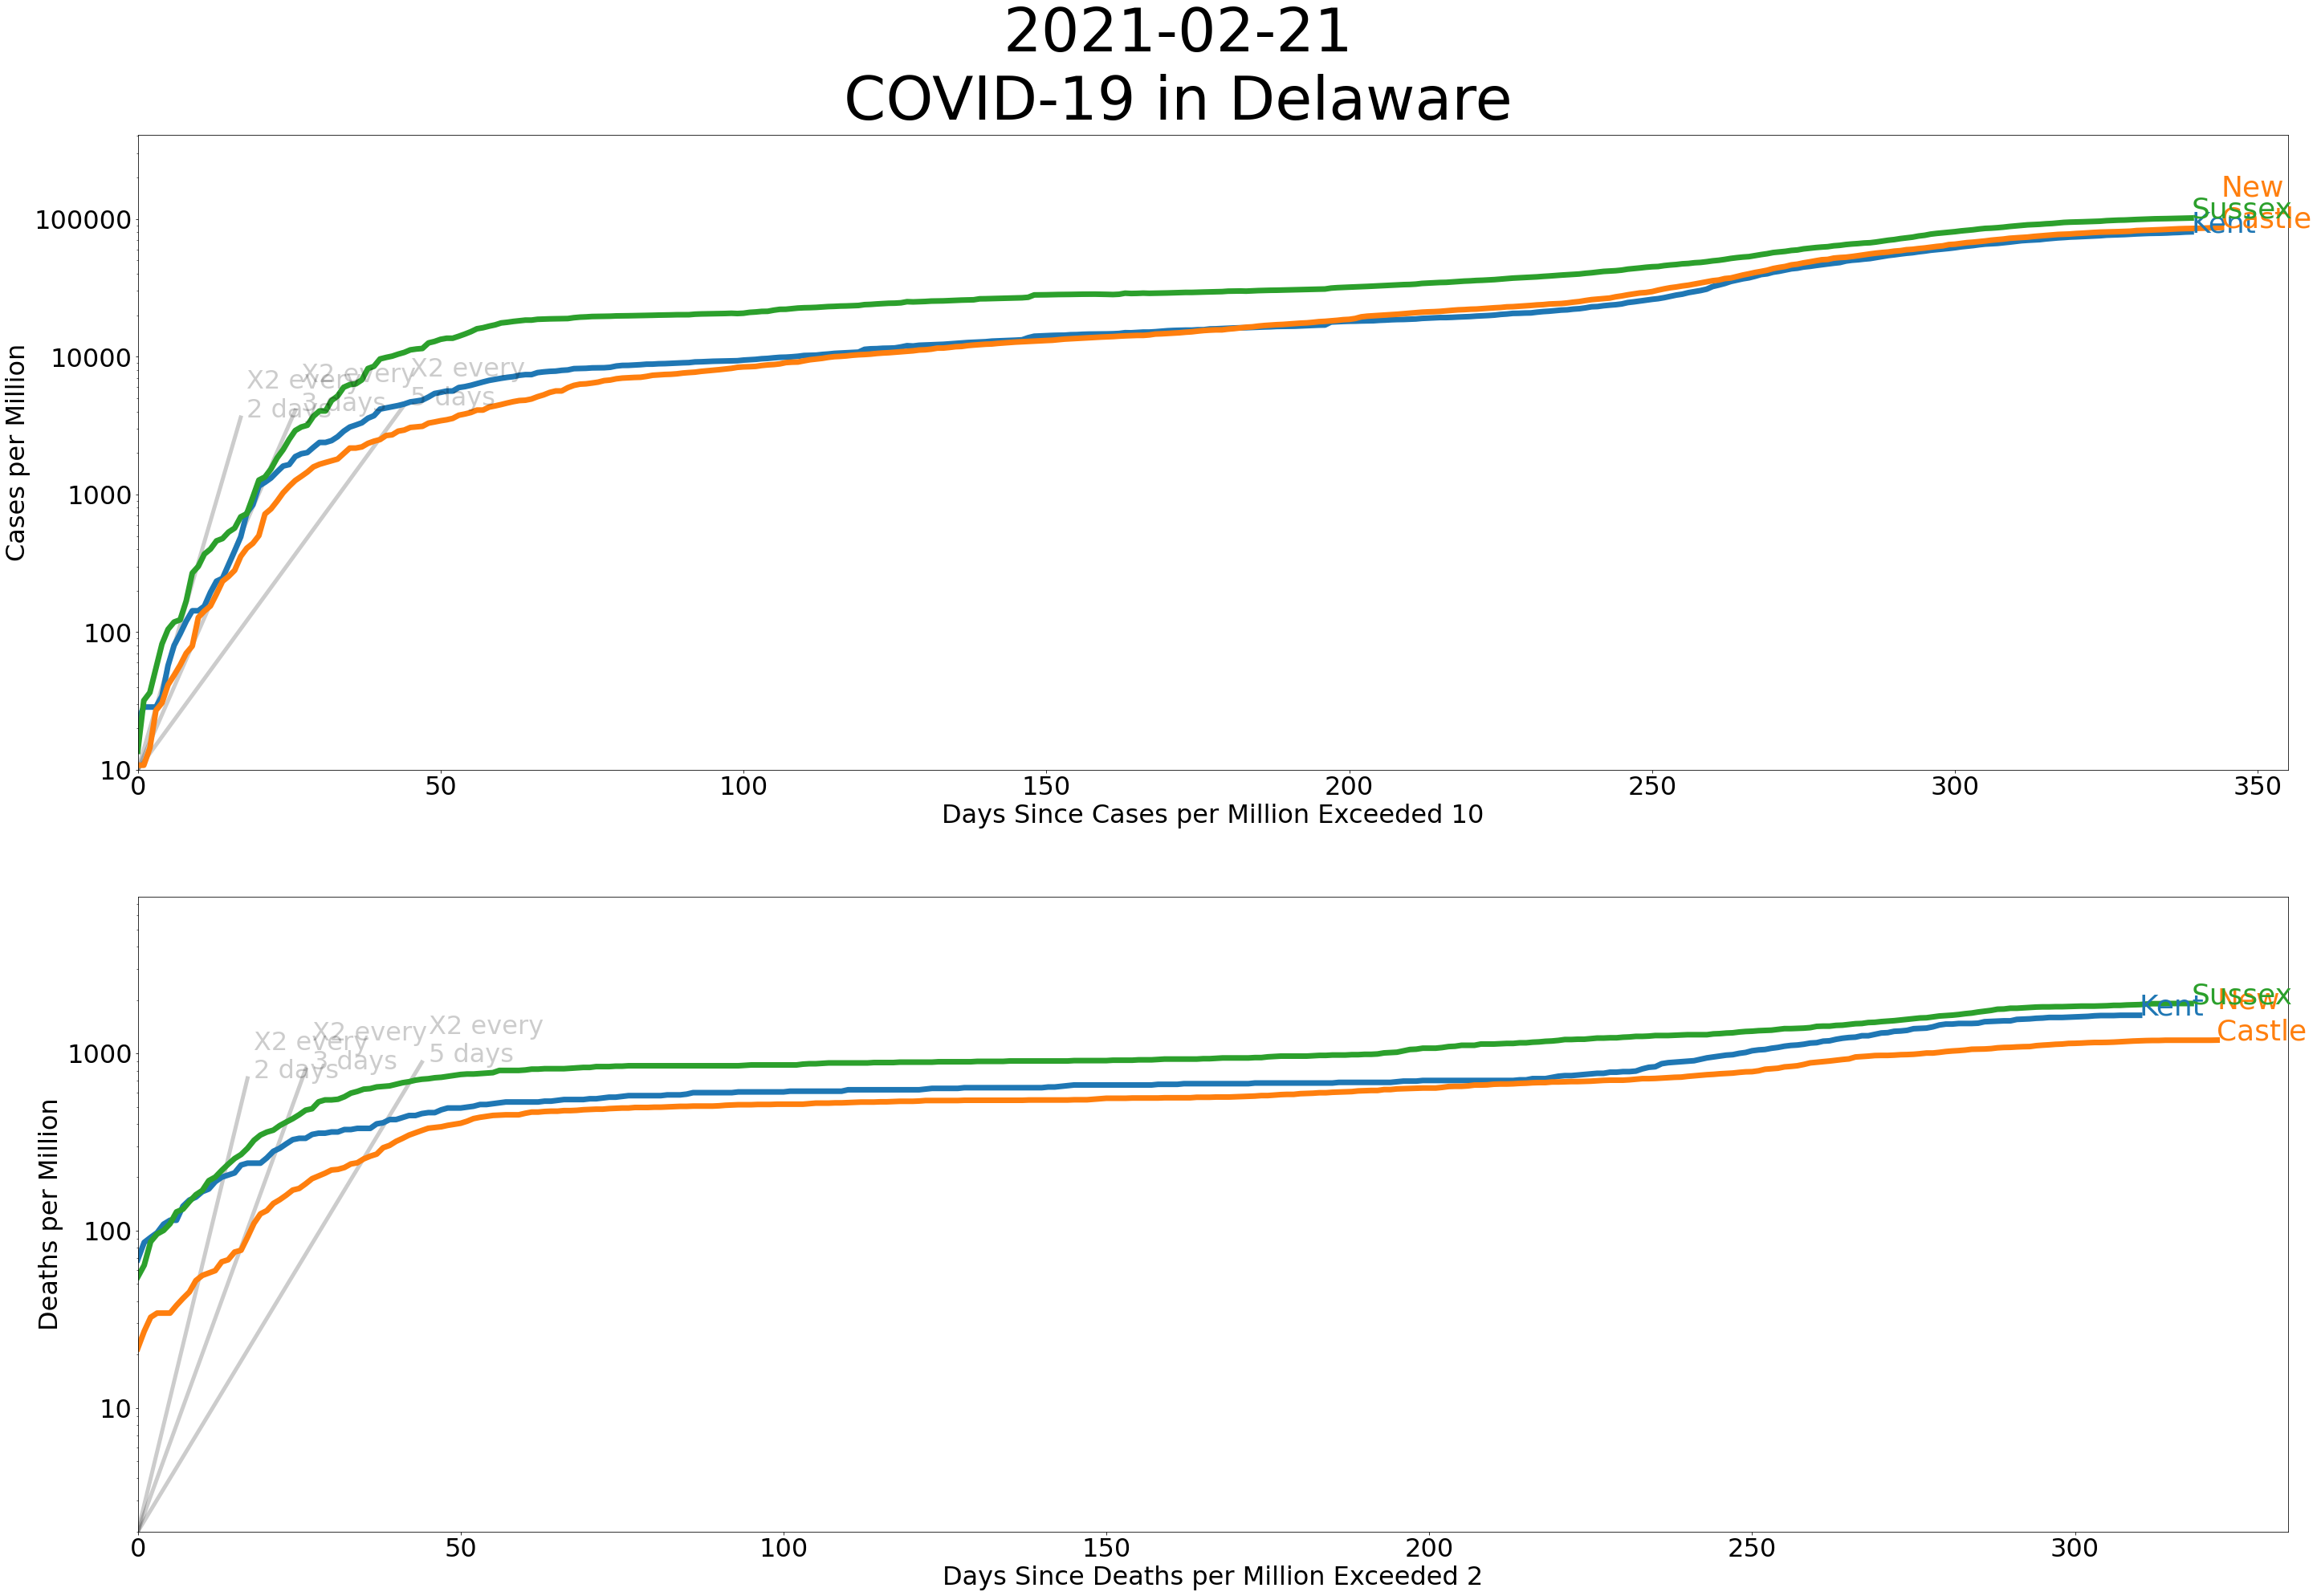 2021-02-21
COVID-19 in Delaware
Cases per Million
100000
10000
1000
100
10
X2 every
2 days
X2 every
3 days
X2 every
5 days
New
Castle
Sussex
Kent
0 50 100 150 200 250 300 350
Days Since Cases per Million Exceeded 10
Deaths per Million
1000
100
10
X2 every
2 days
X2 every
3 days
X2 every
5 days
Sussex
Kent
New
Castle
0 50 100 150 200 250 300
Days Since Deaths per Million Exceeded 2